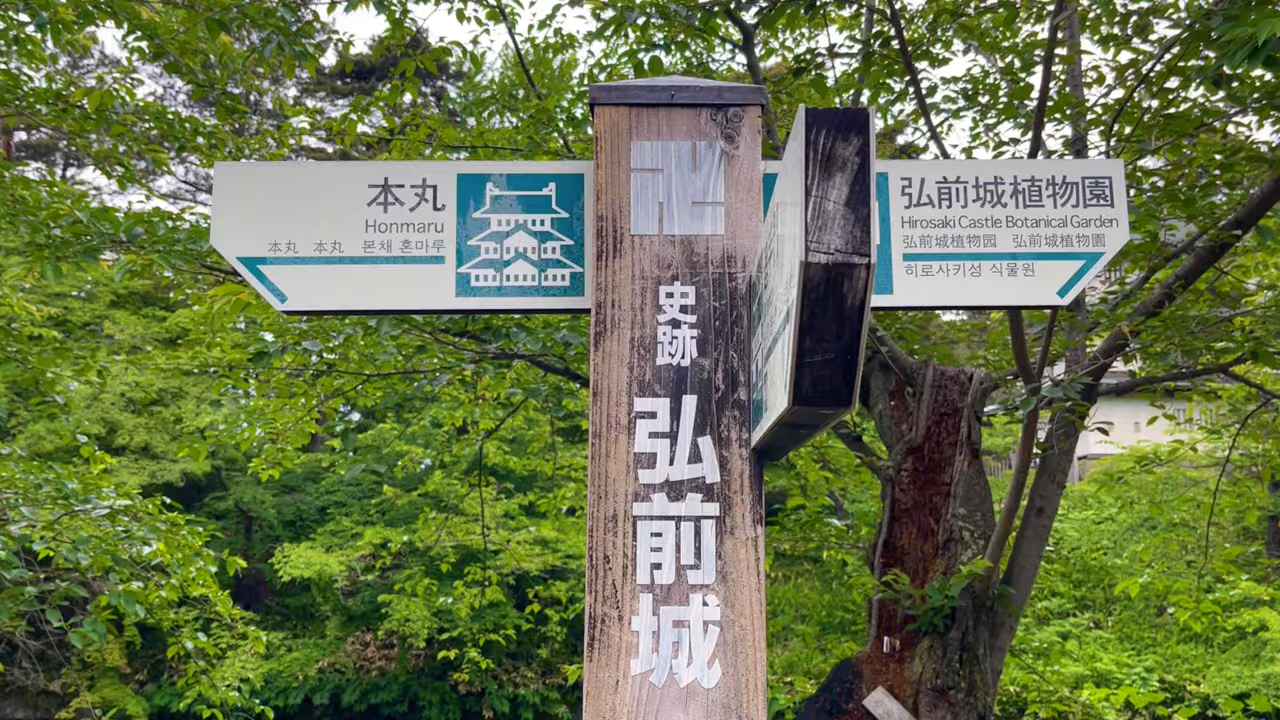 本丸
Honmaru
本丸 本丸 본채 혼마루
卍
史跡
弘前城
弘前城植物園
Hirosaki Castle Botanical Garden
弘前城植物园 弘前城植物園
히로사키성 식물원